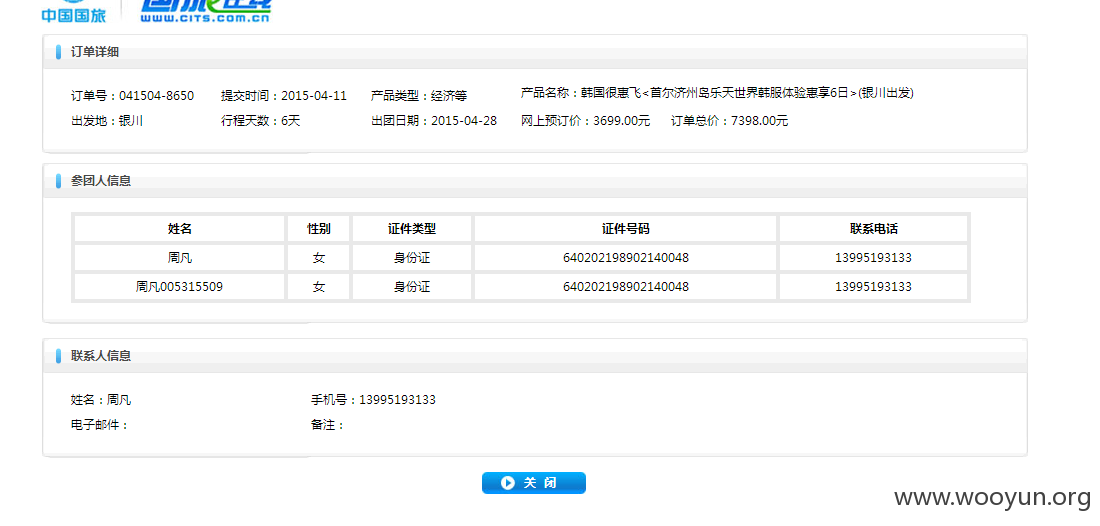 中国国旅
www.cits.com.cn
订单详细
订单号：041504-8650 提交时间：2015-04-11 产品类型：经济等 产品名称：韩国很惠飞<首尔济州岛乐天世界韩服体验惠享6日>(银川出发)
出发地：银川 行程天数：6天 出团日期：2015-04-28 网上预订价：3699.00元 订单总价：7398.00元
参团人信息
姓名 性别 证件类型 证件号码 联系电话
周凡 女 身份证 640202198902140048 13995193133
周凡005315509 女 身份证 640202198902140048 13995193133
联系人信息
姓名：周凡 手机号：13995193133
电子邮件： 备注：
关 闭
www.wooyun.org